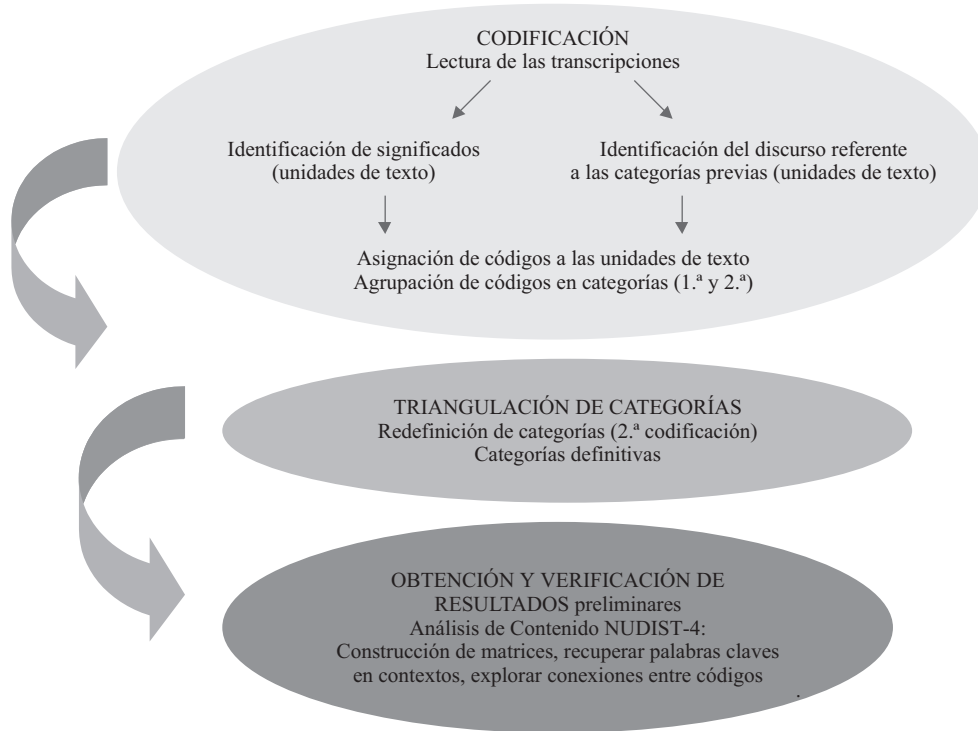 CODIFICACIÓN
Lectura de las transcripciones
Identificación de significados
(unidades de texto)
Identificación del discurso referente
a las categorías previas (unidades de texto)
Asignación de códigos a las unidades de texto
Agrupación de códigos en categorías (1.ª y 2.ª)
TRIANGULACIÓN DE CATEGORÍAS
Redefinición de categorías (2.ª codificación)
Categorías definitivas
OBTENCIÓN Y VERIFICACIÓN DE
RESULTADOS preliminares
Análisis de Contenido NUDIST-4:
Construcción de matrices, recuperar palabras claves
en contextos, explorar conexiones entre códigos
.